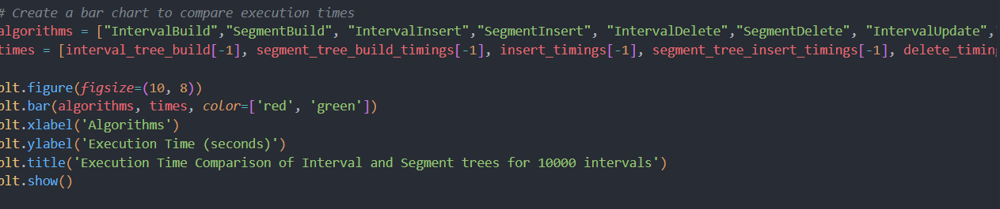 # Create a bar chart to compare execution times
algorithms = ["IntervalBuild","SegmentBuild", "IntervalInsert","SegmentInsert", "IntervalDelete","SegmentDelete", "IntervalUpdate",
times = [interval_tree_build[-1], segment_tree_build_timings[-1], insert_timings[-1], segment_tree_insert_timings[-1],
plt.figure(figsize=(10, 8))
plt.bar(algorithms, times, color=['red', 'green'])
plt.xlabel('Algorithms')
plt.ylabel('Execution Time (seconds)')
plt.title('Execution Time Comparison of Interval and Segment trees for 10000 intervals')
plt.show()